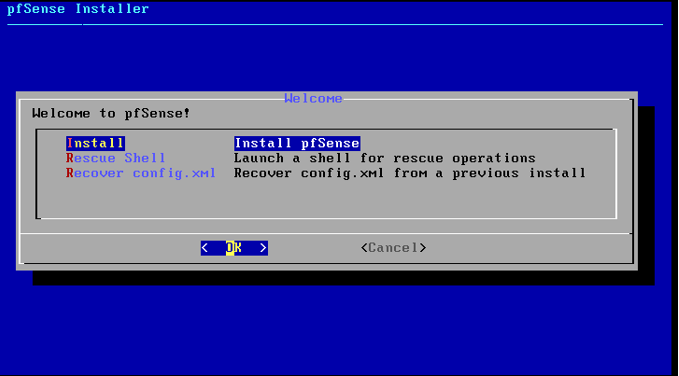 pfSense Installer
Welcome
Welcome to pfSense!
Install Install pfSense
Rescue Shell Launch a shell for rescue operations
Recover config.xml Recover config.xml from a previous install
< OK > <Cancel>